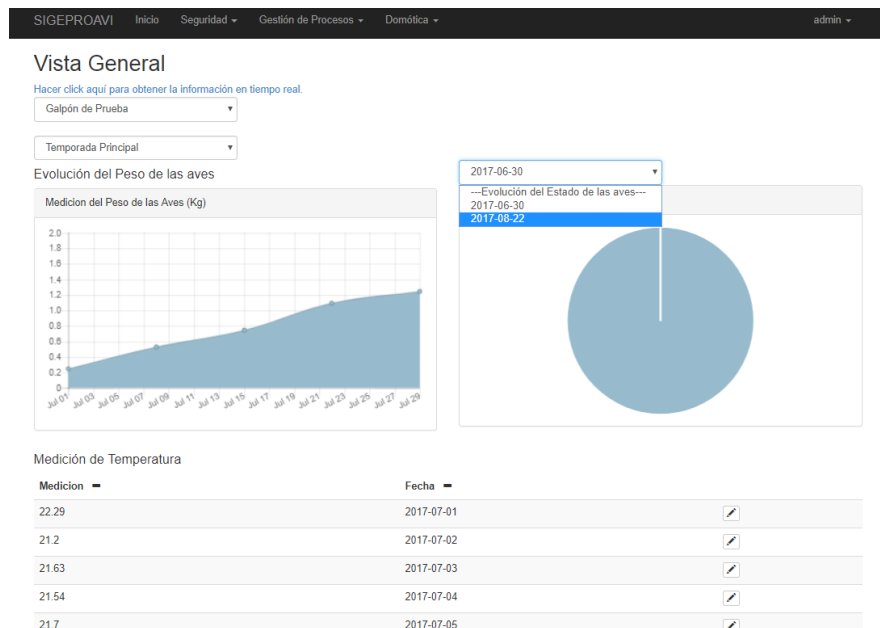 SIGEPROAVI Inicio Seguridad Gestión de Procesos Domótica admin
Vista General
Hacer click aquí para obtener la información en tiempo real.
Galpón de Prueba
Temporada Principal
Evolución del Peso de las aves
2017-06-30
---Evolución del Estado de las aves---
2017-06-30
2017-08-22
Medicion del Peso de las Aves (Kg)
2.0
1.8
1.6
1.4
1.2
1.0
0.8
0.6
0.4
0.2
0
Jul 01 Jul 03 Jul 05 Jul 07 Jul 09 Jul 11 Jul 13 Jul 15 Jul 17 Jul 19 Jul 21 Jul 23 Jul 25 Jul 27 Jul 29
Medición de Temperatura
Medicion Fecha
22.29 2017-07-01
21.2 2017-07-02
21.63 2017-07-03
21.54 2017-07-04
21.7 2017-07-05